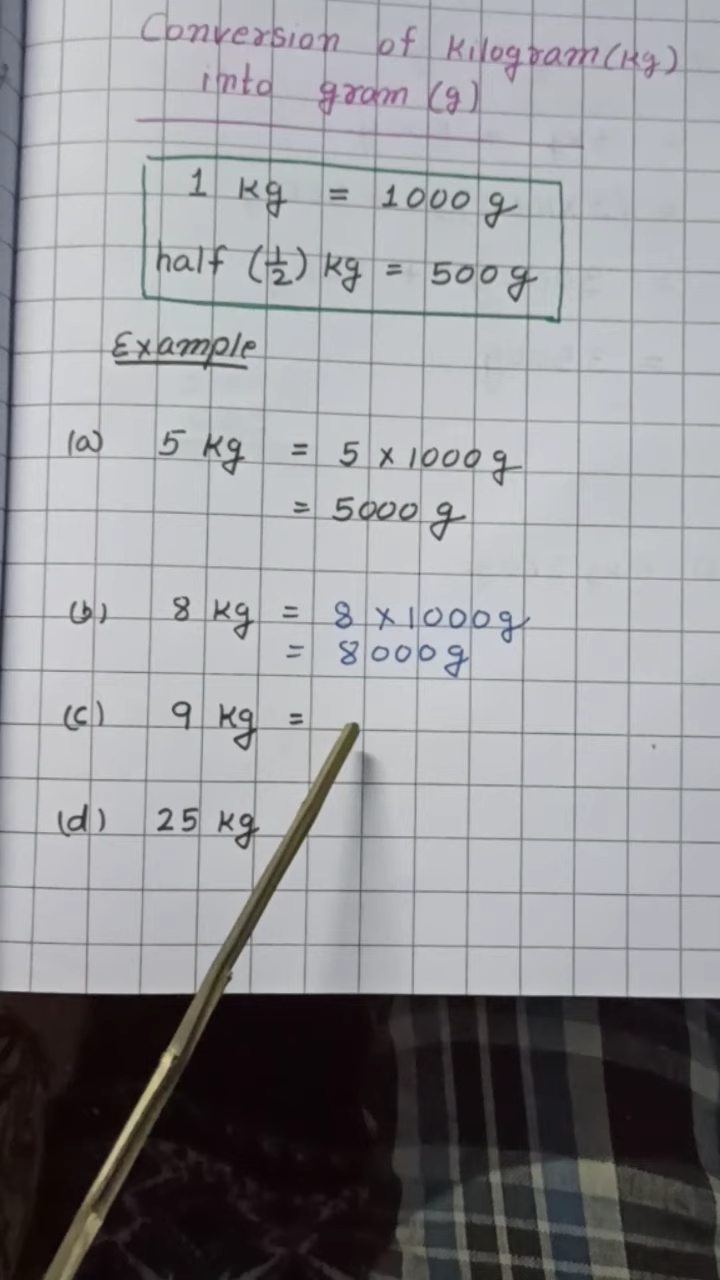 Conversion of Kilogram(Kg)
into gram (g)
1 Kg = 1000 g
half (1/2) Kg = 500 g
Example
(a) 5 Kg = 5 × 1000 g
= 5000 g
(b) 8 Kg = 8 × 1000 g
= 8000 g
(c) 9 Kg =
(d) 25 Kg